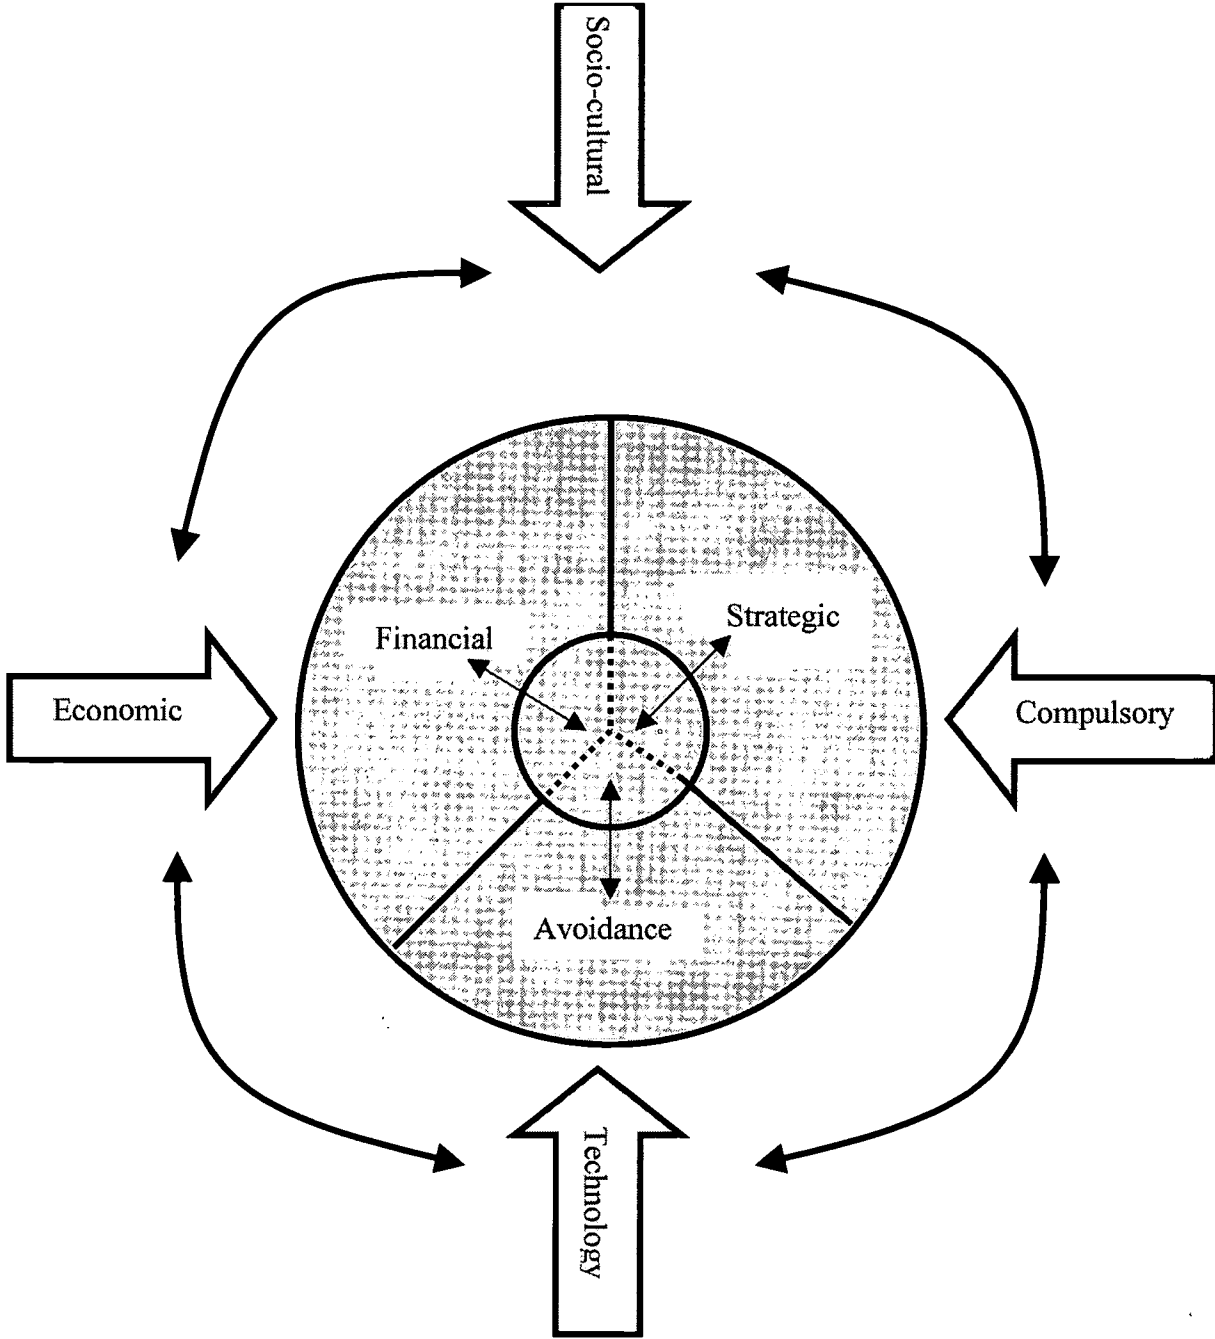 Socio-cultural
Strategic
Financial
Economic
Compulsory
Avoidance
Technology